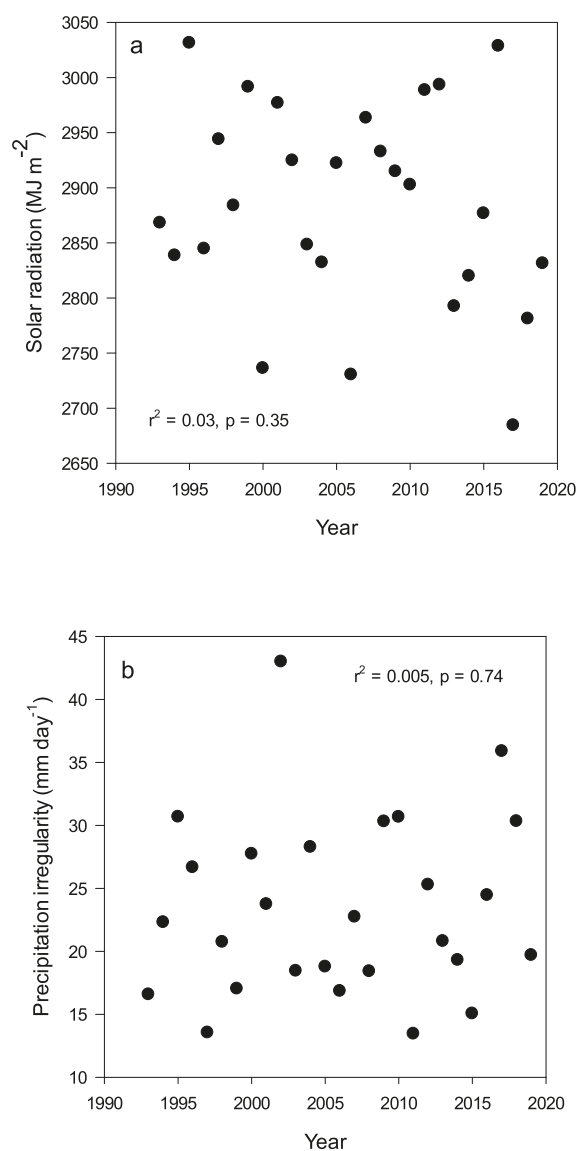 a
3050
3000
2950
2900
2850
2800
2750
2700
2650
Solar radiation (MJ m⁻²)
r² = 0.03, p = 0.35
1990 1995 2000 2005 2010 2015 2020
Year
b
45
40
35
30
25
20
15
10
Precipitation irregularity (mm day⁻¹)
r² = 0.005, p = 0.74
1990 1995 2000 2005 2010 2015 2020
Year